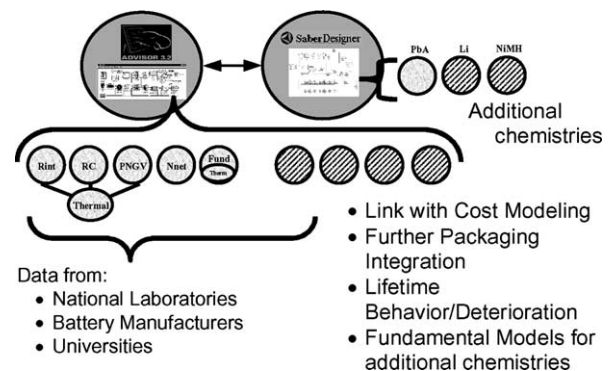 ADVISOR 3.2
SaberDesigner
PbA Li NiMH
Additional
chemistries
Rint RC PNGV Nnet Fund
Therm
Thermal
Data from:
• National Laboratories
• Battery Manufacturers
• Universities
• Link with Cost Modeling
• Further Packaging
Integration
• Lifetime
Behavior/Deterioration
• Fundamental Models for
additional chemistries